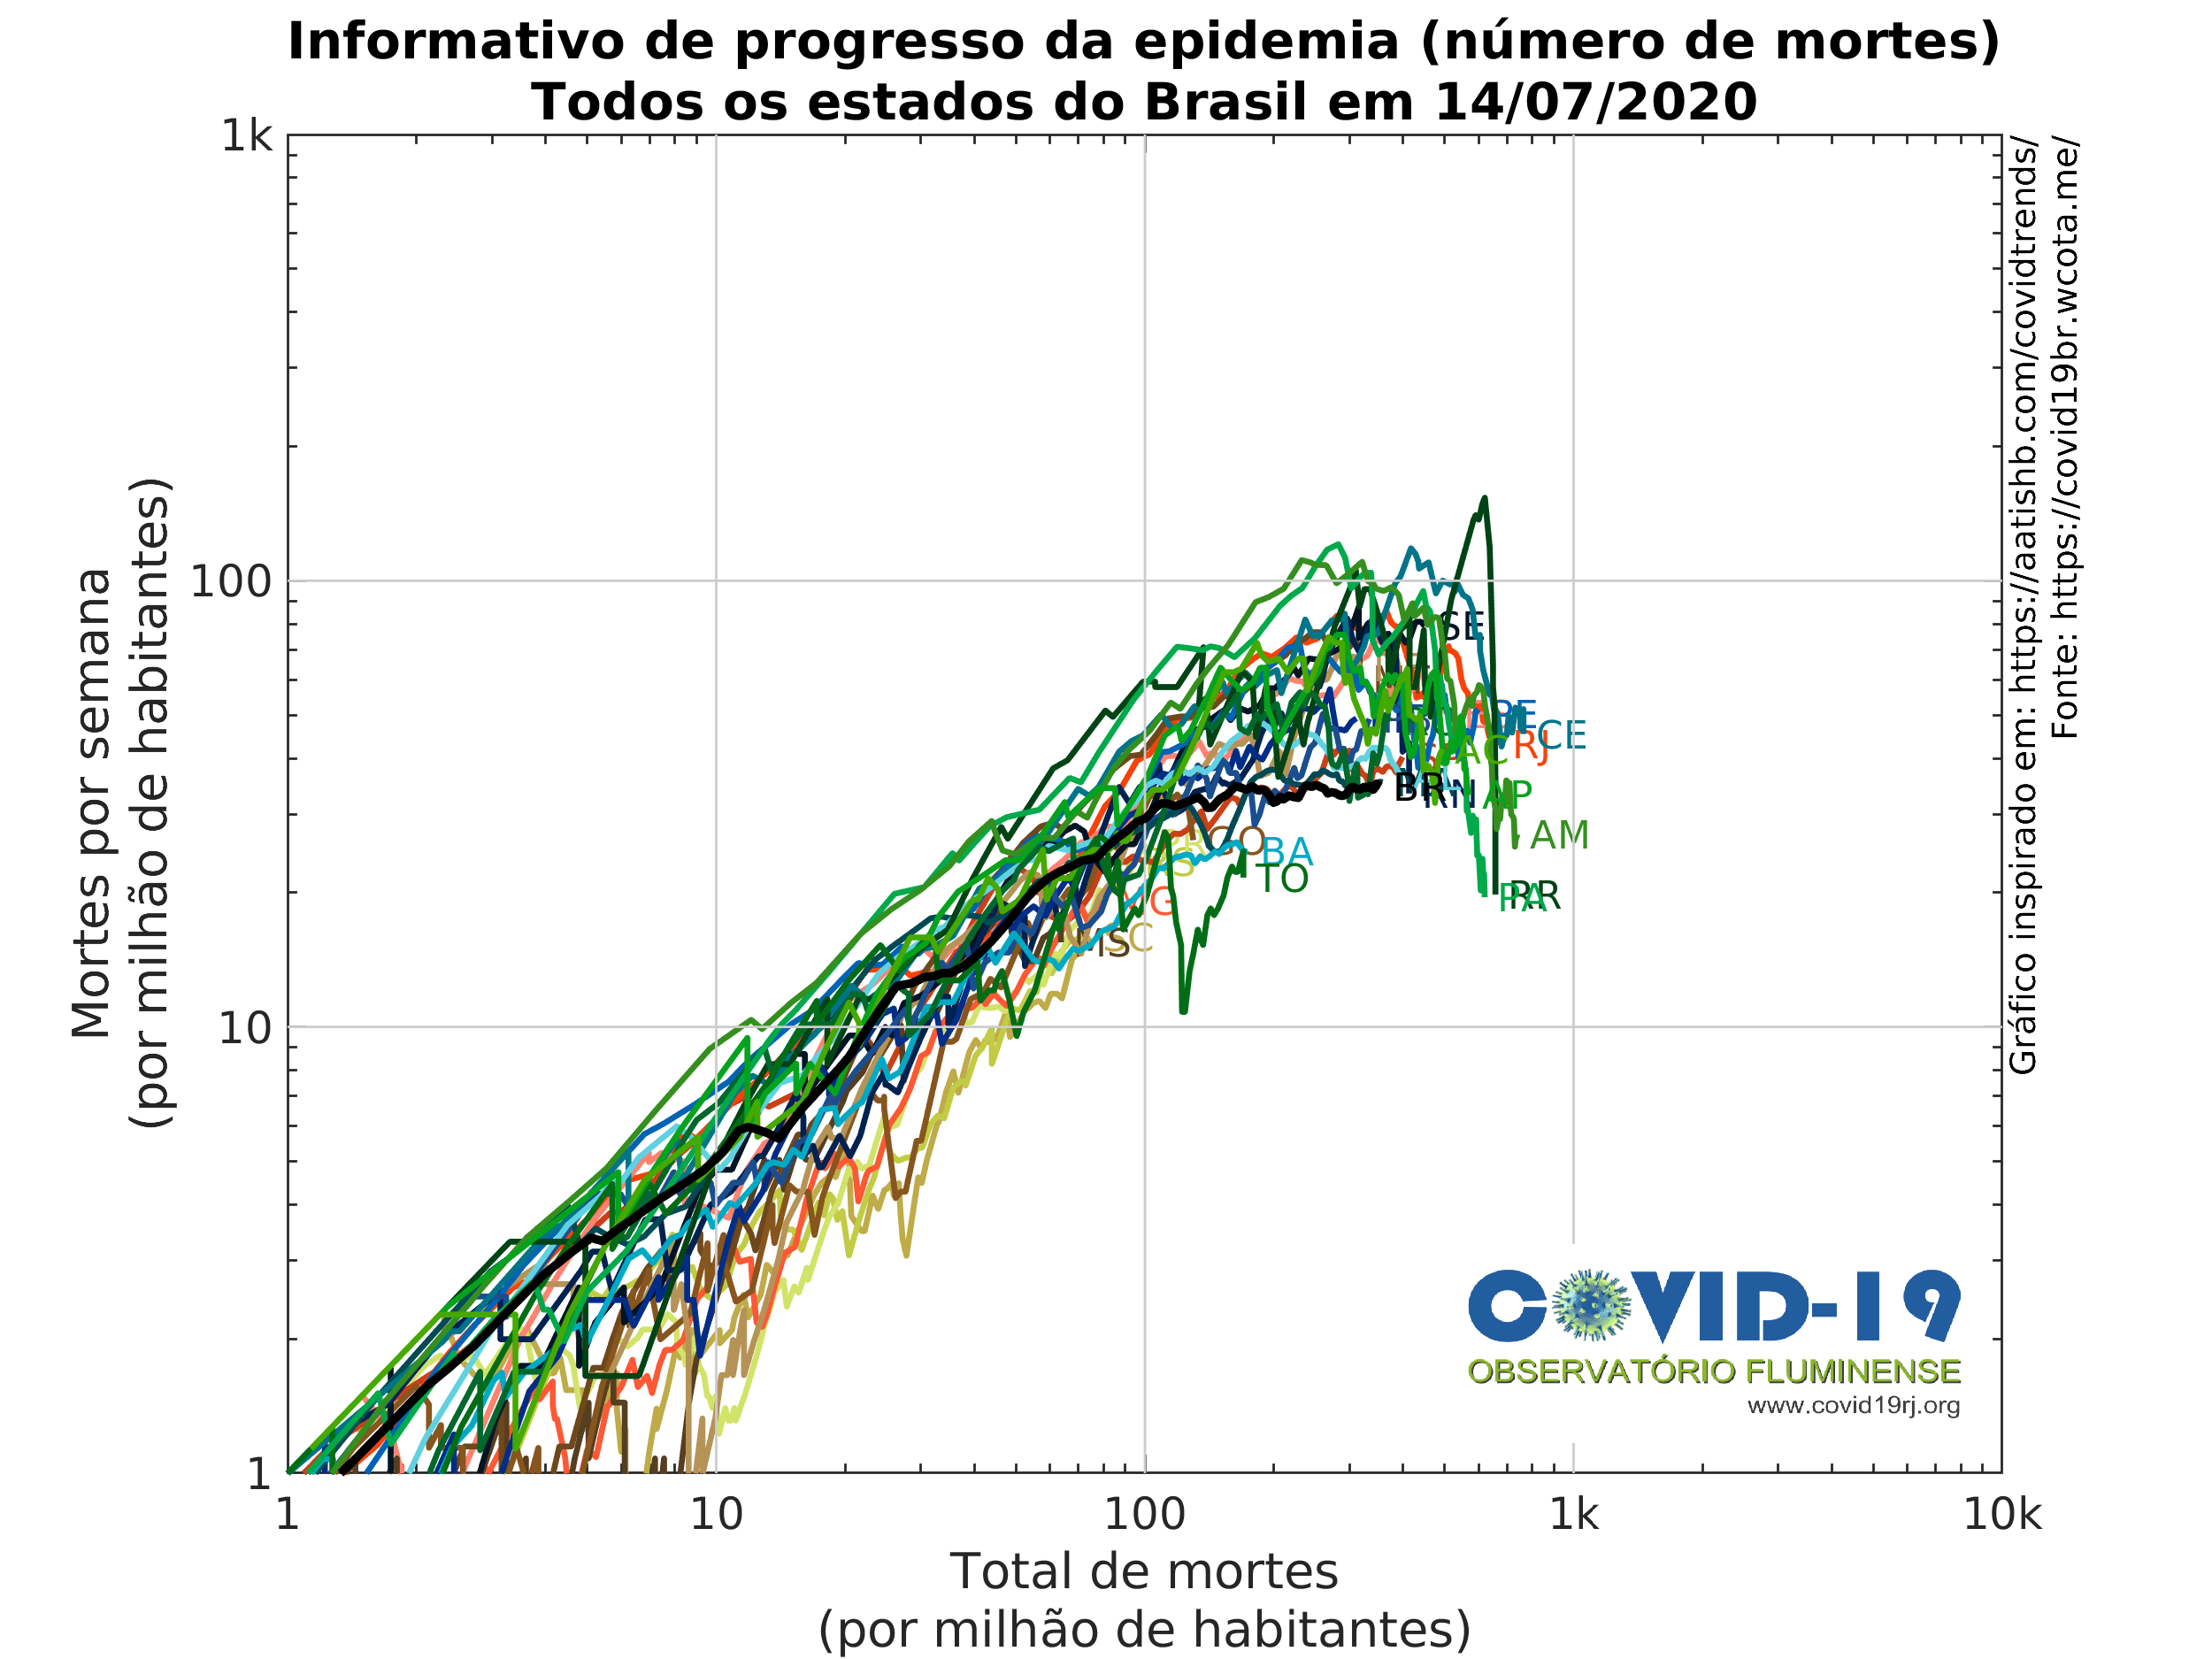 Informativo de progresso da epidemia (número de mortes)
Todos os estados do Brasil em 14/07/2020
1k
100
10
1
Mortes por semana
(por milhão de habitantes)
1
10
100
1k
10k
Total de mortes
(por milhão de habitantes)
Gráfico inspirado em: https://aatishb.com/covidtrends/
Fonte: https://covid19br.wcota.me/
SE
PE
CE
RJ
AC
BR
RN
AP
AM
GO
BA
TO
RR
PA
SC
MS
COVID-19
OBSERVATÓRIO FLUMINENSE
www.covid19rj.org